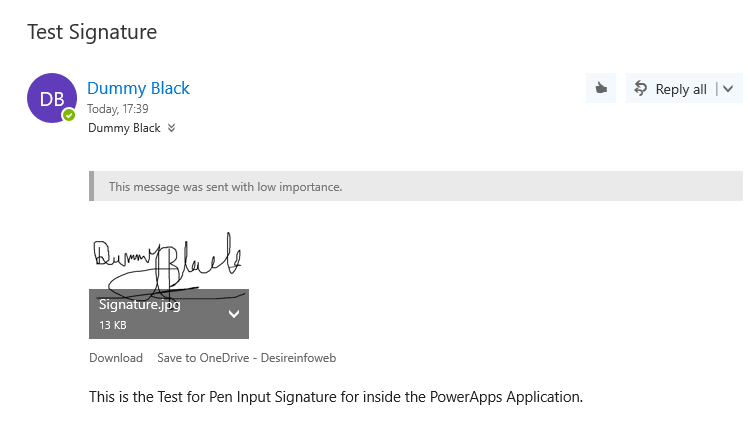 Test Signature
DB
Dummy Black
Today, 17:39
Dummy Black
Reply all
This message was sent with low importance.
Dummy Black
Signature.jpg
13 KB
Download Save to OneDrive - Desireinfoweb
This is the Test for Pen Input Signature for inside the PowerApps Application.